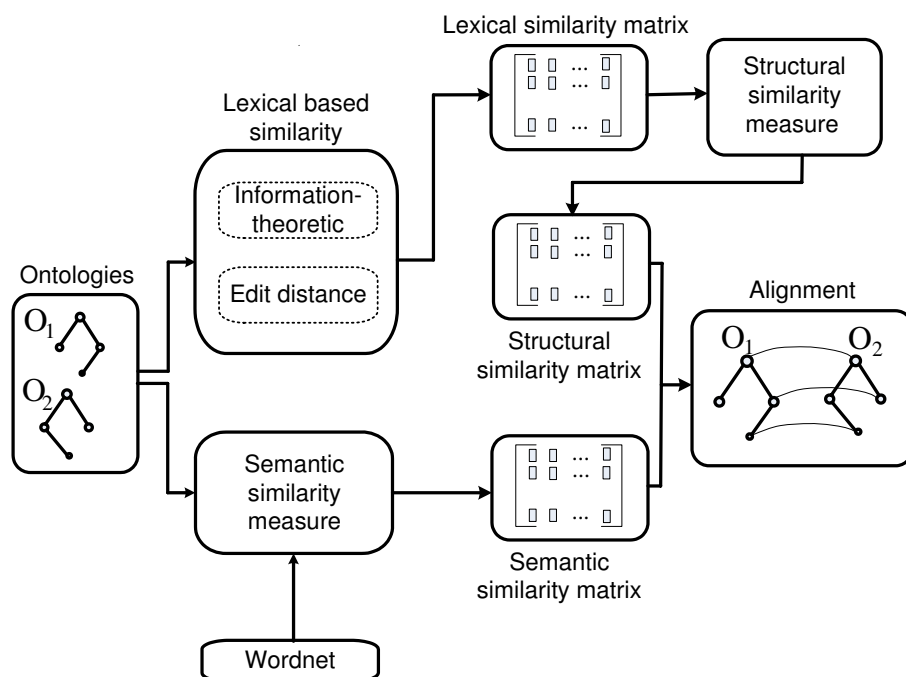 Lexical similarity matrix
...
...
...
Structural
similarity
measure
Lexical based
similarity
Information-
theoretic
Edit distance
...
...
...
Structural
similarity matrix
Ontologies
O1
O2
Alignment
O1
O2
Semantic
similarity
measure
...
...
...
Semantic
similarity matrix
Wordnet